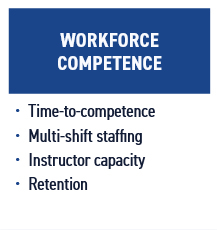 WORKFORCE
COMPETENCE
• Time-to-competence
• Multi-shift staffing
• Instructor capacity
• Retention